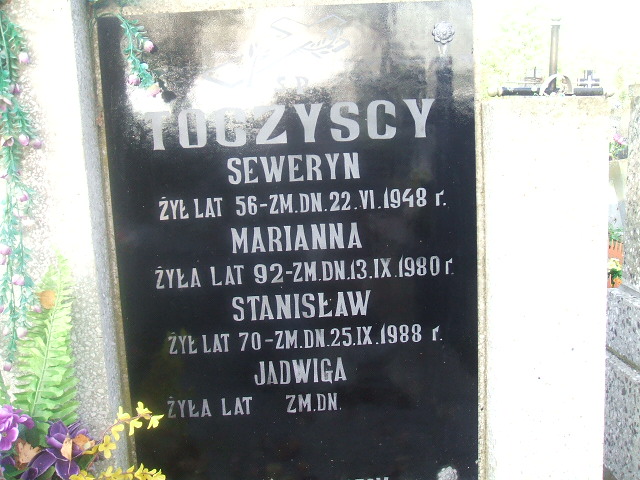 Ś.P.
TOCZYSCY
SEWERYN
ŻYŁ LAT 56-ZM.DN.22.VI.1948 r.
MARIANNA
ŻYŁA LAT 92-ZM.DN.13.IX.1980 r.
STANISŁAW
ŻYŁ LAT 70-ZM.DN.25.IX.1988 r.
JADWIGA
ŻYŁA LAT ZM.DN.